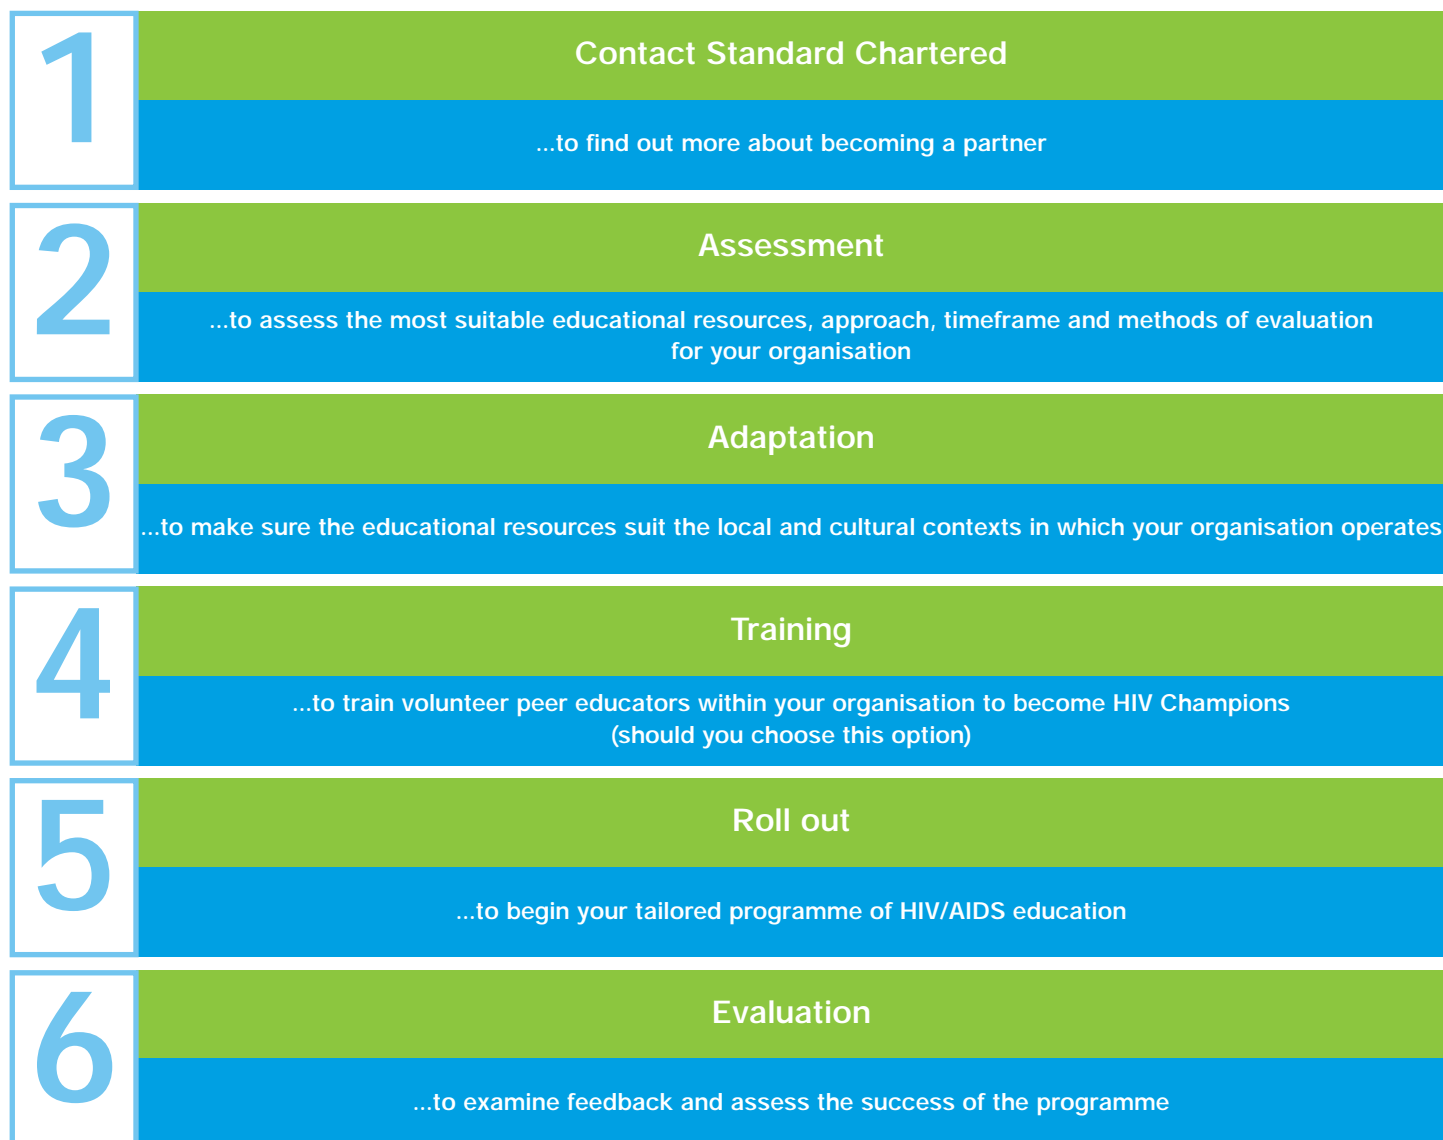 1
Contact Standard Chartered
...to find out more about becoming a partner
2
Assessment
...to assess the most suitable educational resources, approach, timeframe and methods of evaluation
for your organisation
3
Adaptation
...to make sure the educational resources suit the local and cultural contexts in which your organisation operates
4
Training
...to train volunteer peer educators within your organisation to become HIV Champions
(should you choose this option)
5
Roll out
...to begin your tailored programme of HIV/AIDS education
6
Evaluation
...to examine feedback and assess the success of the programme